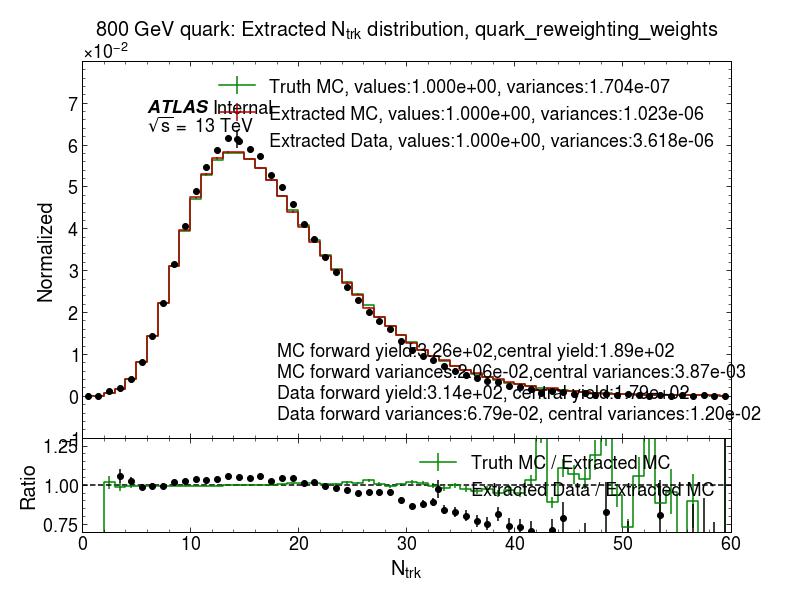 800 GeV quark: Extracted N_trk distribution, quark_reweighting_weights
×10⁻²
Truth MC, values:1.000e+00, variances:1.704e-07
ATLAS Internal
Extracted MC, values:1.000e+00, variances:1.023e-06
√s = 13 TeV
Extracted Data, values:1.000e+00, variances:3.618e-06
7
6
5
4
3
2
1
0
−1
Normalized
MC forward yield:3.26e+02,central yield:1.89e+02
MC forward variances:2.06e-02,central variances:3.87e-03
Data forward yield:3.14e+02, central yield:1.79e+02
Data forward variances:6.79e-02, central variances:1.20e-02
1.25
1.00
0.75
Ratio
Truth MC / Extracted MC
Extracted Data / Extracted MC
0 10 20 30 40 50 60
N_trk